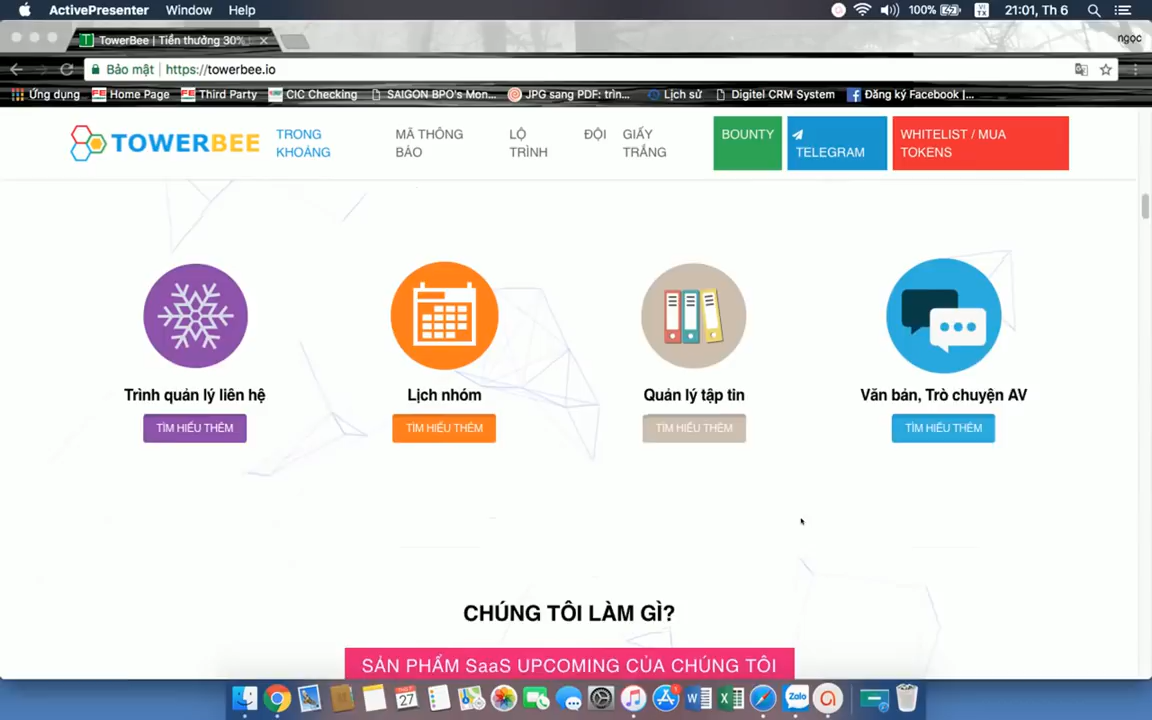 ActivePresenter Window Help 100% VI TX 21:01, Th 6
TowerBee | Tiền thưởng 30% ngọc
Bảo mật https://towerbee.io
Ứng dụng Home Page Third Party CIC Checking SAIGON BPO's Mon... JPG sang PDF: trìn... Lịch sử Digitel CRM System Đăng ký Facebook |...
TOWERBEE
TRONG
KHOẢNG
MÃ THÔNG
BÁO
LỘ
TRÌNH
ĐỘI
GIẤY
TRẮNG
BOUNTY
TELEGRAM
WHITELIST / MUA
TOKENS
Trình quản lý liên hệ Lịch nhóm Quản lý tập tin Văn bản, Trò chuyện AV
TÌM HIỂU THÊM TÌM HIỂU THÊM TÌM HIỂU THÊM TÌM HIỂU THÊM
CHÚNG TÔI LÀM GÌ?
SẢN PHẨM SaaS UPCOMING CỦA CHÚNG TÔI
27 Zalo